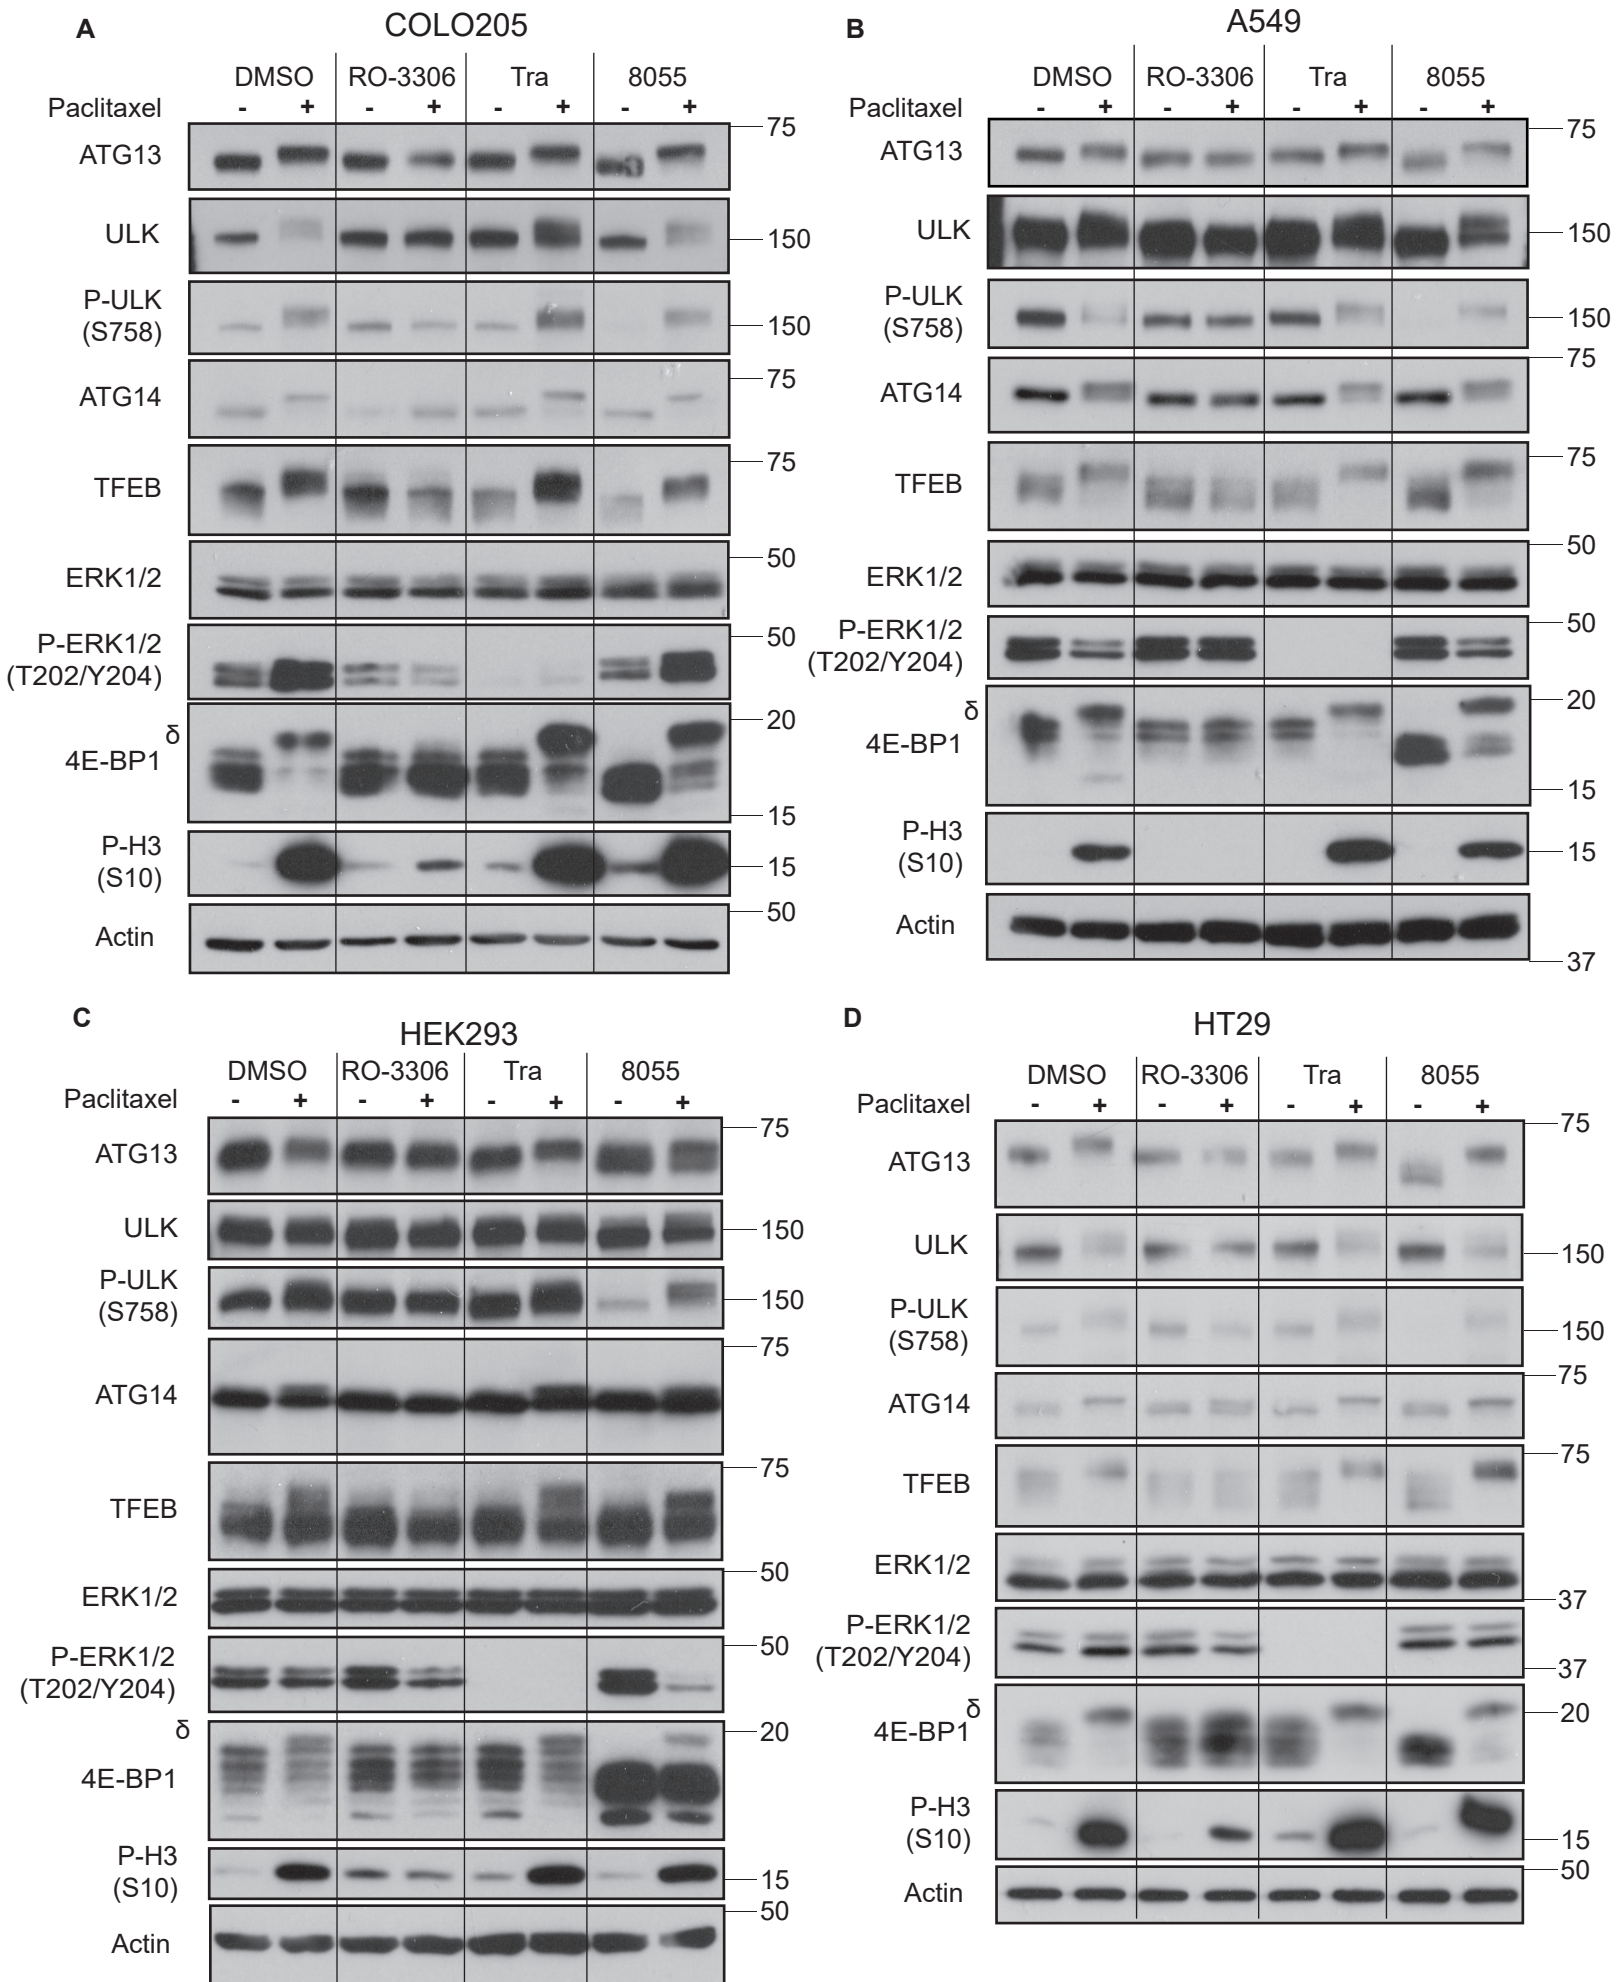 A
COLO205
DMSO RO-3306 Tra 8055
Paclitaxel - + - + - + - +
ATG13 75
ULK 150
P-ULK
(S758) 150
ATG14 75
TFEB 75
ERK1/2 50
P-ERK1/2
(T202/Y204) 50
δ
4E-BP1 20
15
P-H3
(S10) 15
Actin 50
B
A549
DMSO RO-3306 Tra 8055
Paclitaxel - + - + - + - +
ATG13 75
ULK 150
P-ULK
(S758) 150
ATG14 75
TFEB 75
ERK1/2 50
P-ERK1/2
(T202/Y204) 50
δ
4E-BP1 20
15
P-H3
(S10) 15
Actin
37
C
HEK293
DMSO RO-3306 Tra 8055
Paclitaxel - + - + - + - +
ATG13 75
ULK 150
P-ULK
(S758) 150
ATG14 75
TFEB 75
ERK1/2 50
P-ERK1/2
(T202/Y204) 50
δ
4E-BP1 20
P-H3
(S10) 15
Actin 50
D
HT29
DMSO RO-3306 Tra 8055
Paclitaxel - + - + - + - +
ATG13 75
ULK 150
P-ULK
(S758) 150
ATG14 75
TFEB 75
ERK1/2
37
P-ERK1/2
(T202/Y204) 37
δ
4E-BP1 20
P-H3
(S10) 15
Actin 50